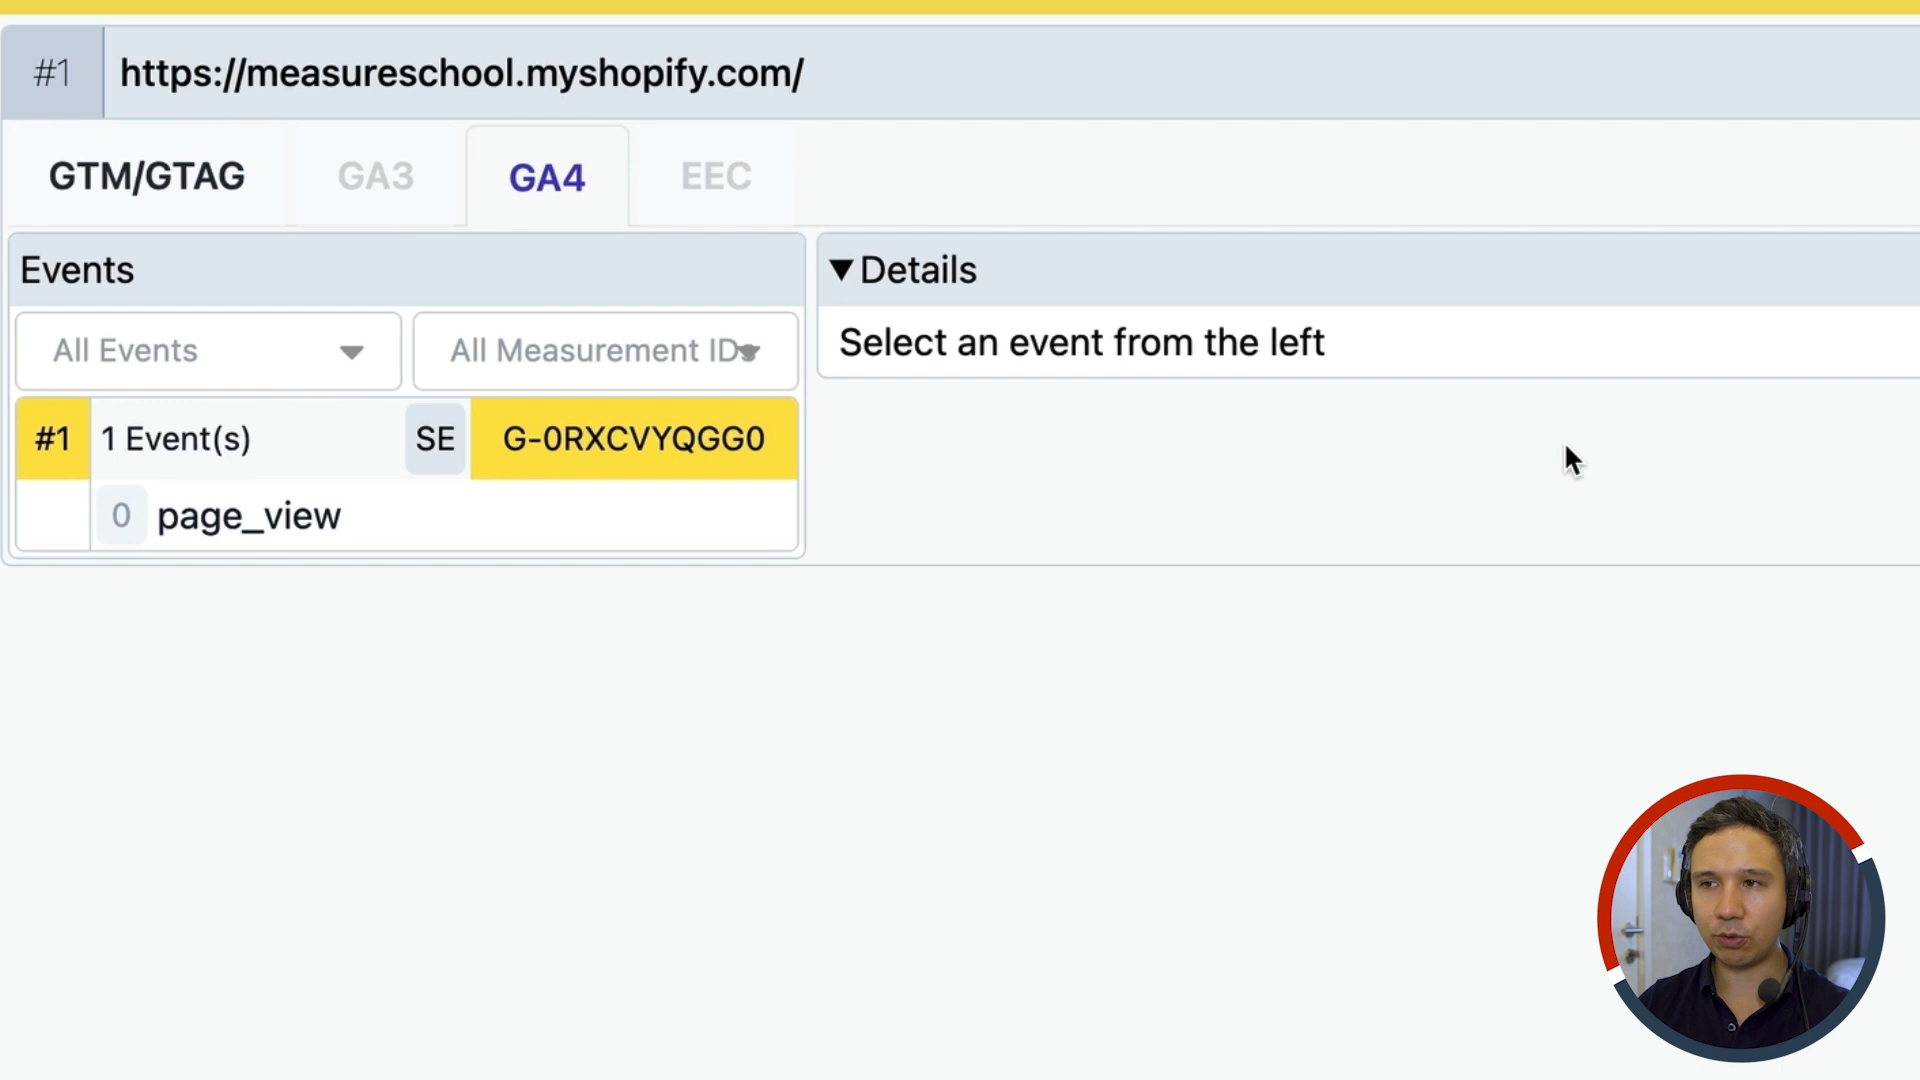 #1 https://measureschool.myshopify.com/
GTM/GTAG GA3 GA4 EEC
Events
▼Details
All Events
All Measurement IDs
Select an event from the left
#1 1 Event(s) SE G-0RXCVYQGG0
0 page_view